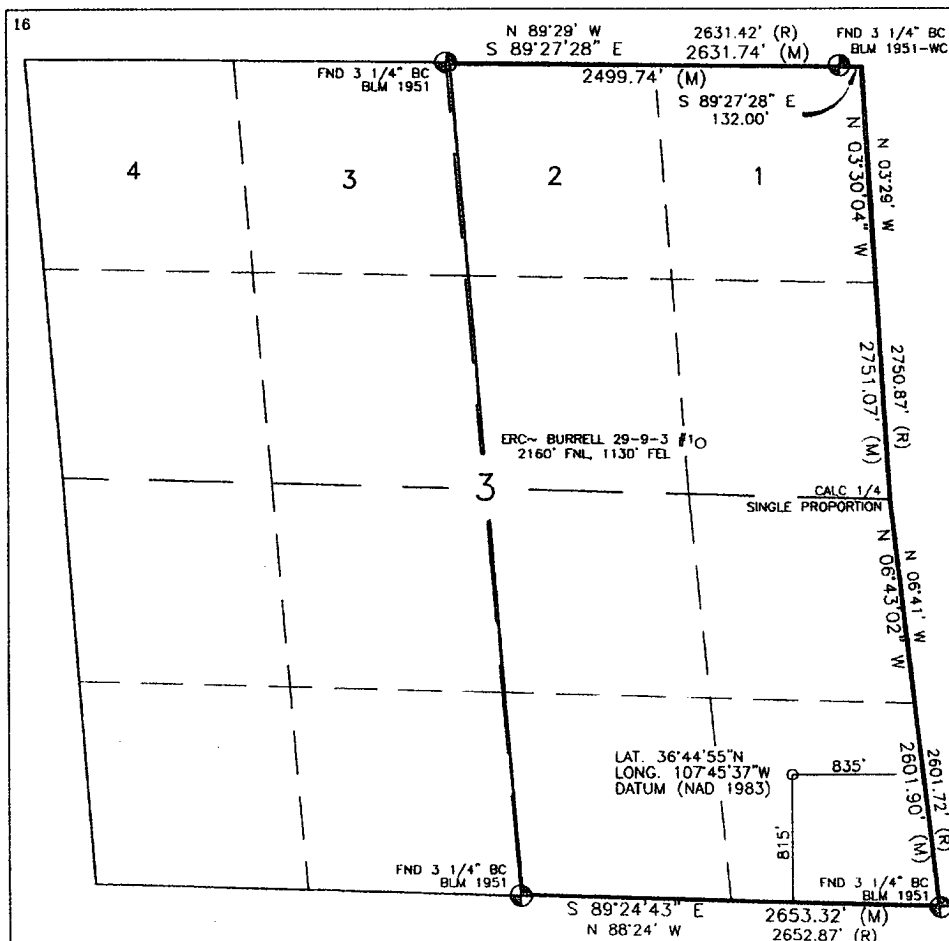 16
N 89°29' W
2631.42' (R)
FND 3 1/4" BC
BLM 1951-WC
S 89°27'28" E
2631.74' (M)
FND 3 1/4" BC
BLM 1951
2499.74' (M)
S 89°27'28" E
132.00'
N 03°30'04" W
N 03°29' W
4
3
2
1
2751.07' (M)
2750.87' (R)
ERC~ BURRELL 29-9-3 #1
2160' FNL, 1130' FEL
3
CALC 1/4
SINGLE PROPORTION
N 06°43'02" W
N 06°41' W
LAT. 36°44'55"N
LONG. 107°45'37"W
DATUM (NAD 1983)
835'
815'
2601.90' (M)
2601.72' (R)
FND 3 1/4" BC
BLM 1951
FND 3 1/4" BC
BLM 1951
S 89°24'43" E
2653.32' (M)
N 88°24' W
2652.87' (R)